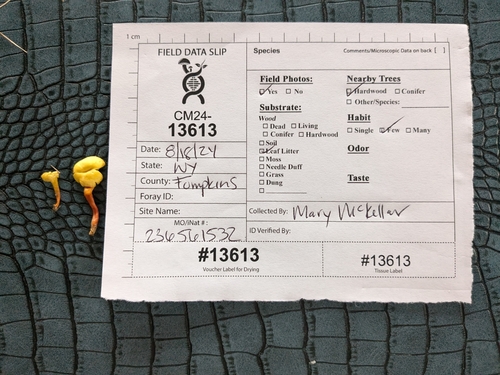 1 cm
FIELD DATA SLIP
CM24-
13613
Date: 8/18/24
State: NY
County: Tompkins
Foray ID:
Site Name:
MO/iNat #:
236561532
Species
Comments/Microscopic Data on back [ ]
Field Photos:
☑ Yes ☐ No
Substrate:
Wood
☐ Dead ☐ Living
☐ Conifer ☐ Hardwood
☐ Soil
☑ Leaf Litter
☐ Moss
☐ Needle Duff
☐ Grass
☐ Dung
☐
Nearby Trees
☑ Hardwood ☐ Conifer
☐ Other/Species:
Habit
☐ Single ☑ Few ☐ Many
Odor
Taste
Collected By: Mary McKellar
ID Verified By:
#13613
Voucher Label for Drying
#13613
Tissue Label